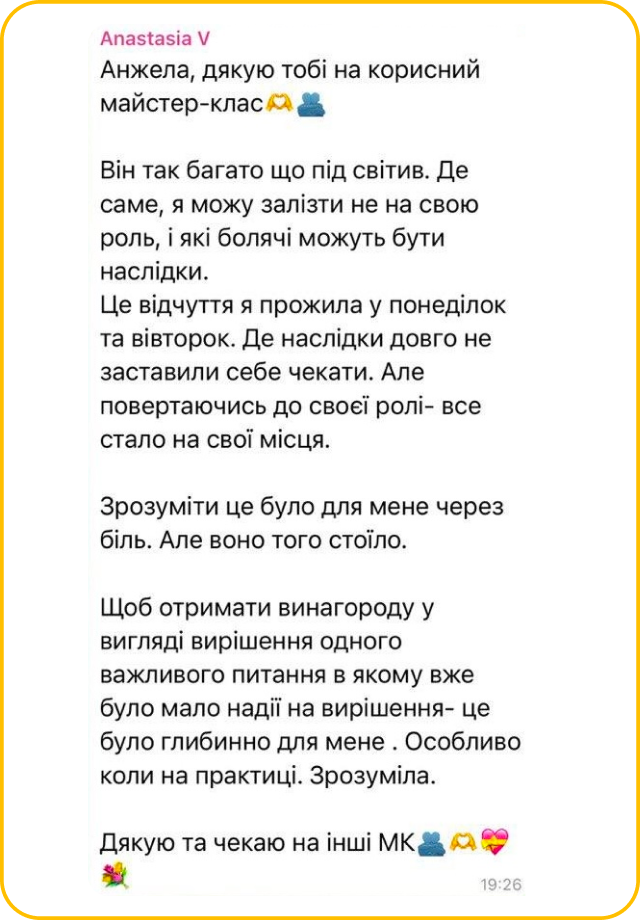 Anastasia V
Анжела, дякую тобі на корисний
майстер-клас🫶🫂
Він так багато що під світив. Де
саме, я можу залізти не на свою
роль, і які болячі можуть бути
наслідки.
Це відчуття я прожила у понеділок
та вівторок. Де наслідки довго не
заставили себе чекати. Але
повертаючись до своєї ролі- все
стало на свої місця.
Зрозуміти це було для мене через
біль. Але воно того стоїло.
Щоб отримати винагороду у
вигляді вирішення одного
важливого питання в якому вже
було мало надії на вирішення- це
було глибинно для мене . Особливо
коли на практиці. Зрозуміла.
Дякую та чекаю на інші МК🫂🫶💝
💐
19:26